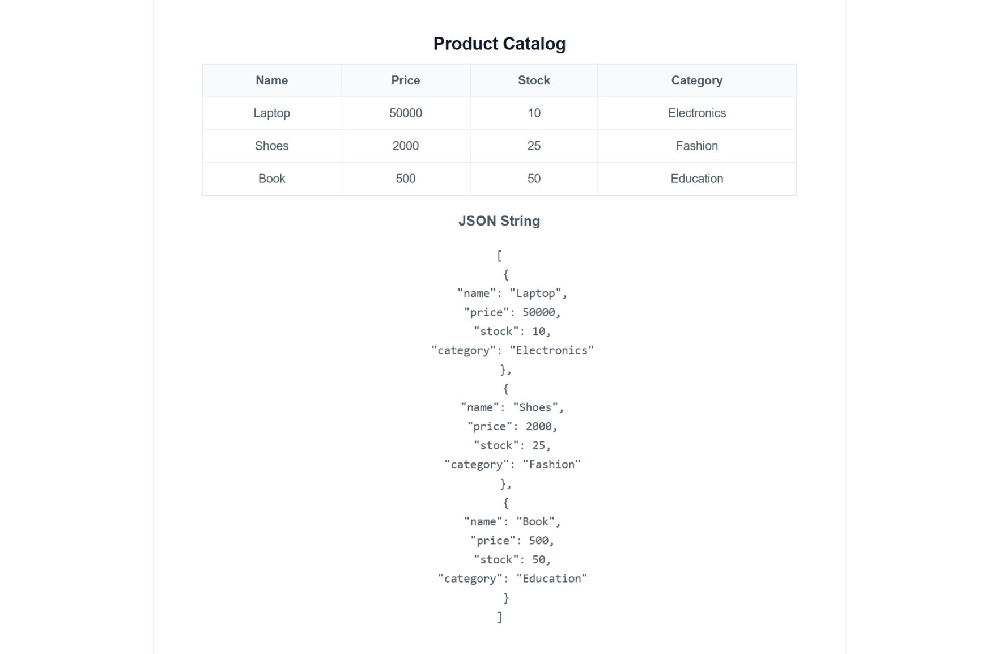 Product Catalog
Name Price Stock Category
Laptop 50000 10 Electronics
Shoes 2000 25 Fashion
Book 500 50 Education
JSON String
[
{
"name": "Laptop",
"price": 50000,
"stock": 10,
"category": "Electronics"
},
{
"name": "Shoes",
"price": 2000,
"stock": 25,
"category": "Fashion"
},
{
"name": "Book",
"price": 500,
"stock": 50,
"category": "Education"
}
]